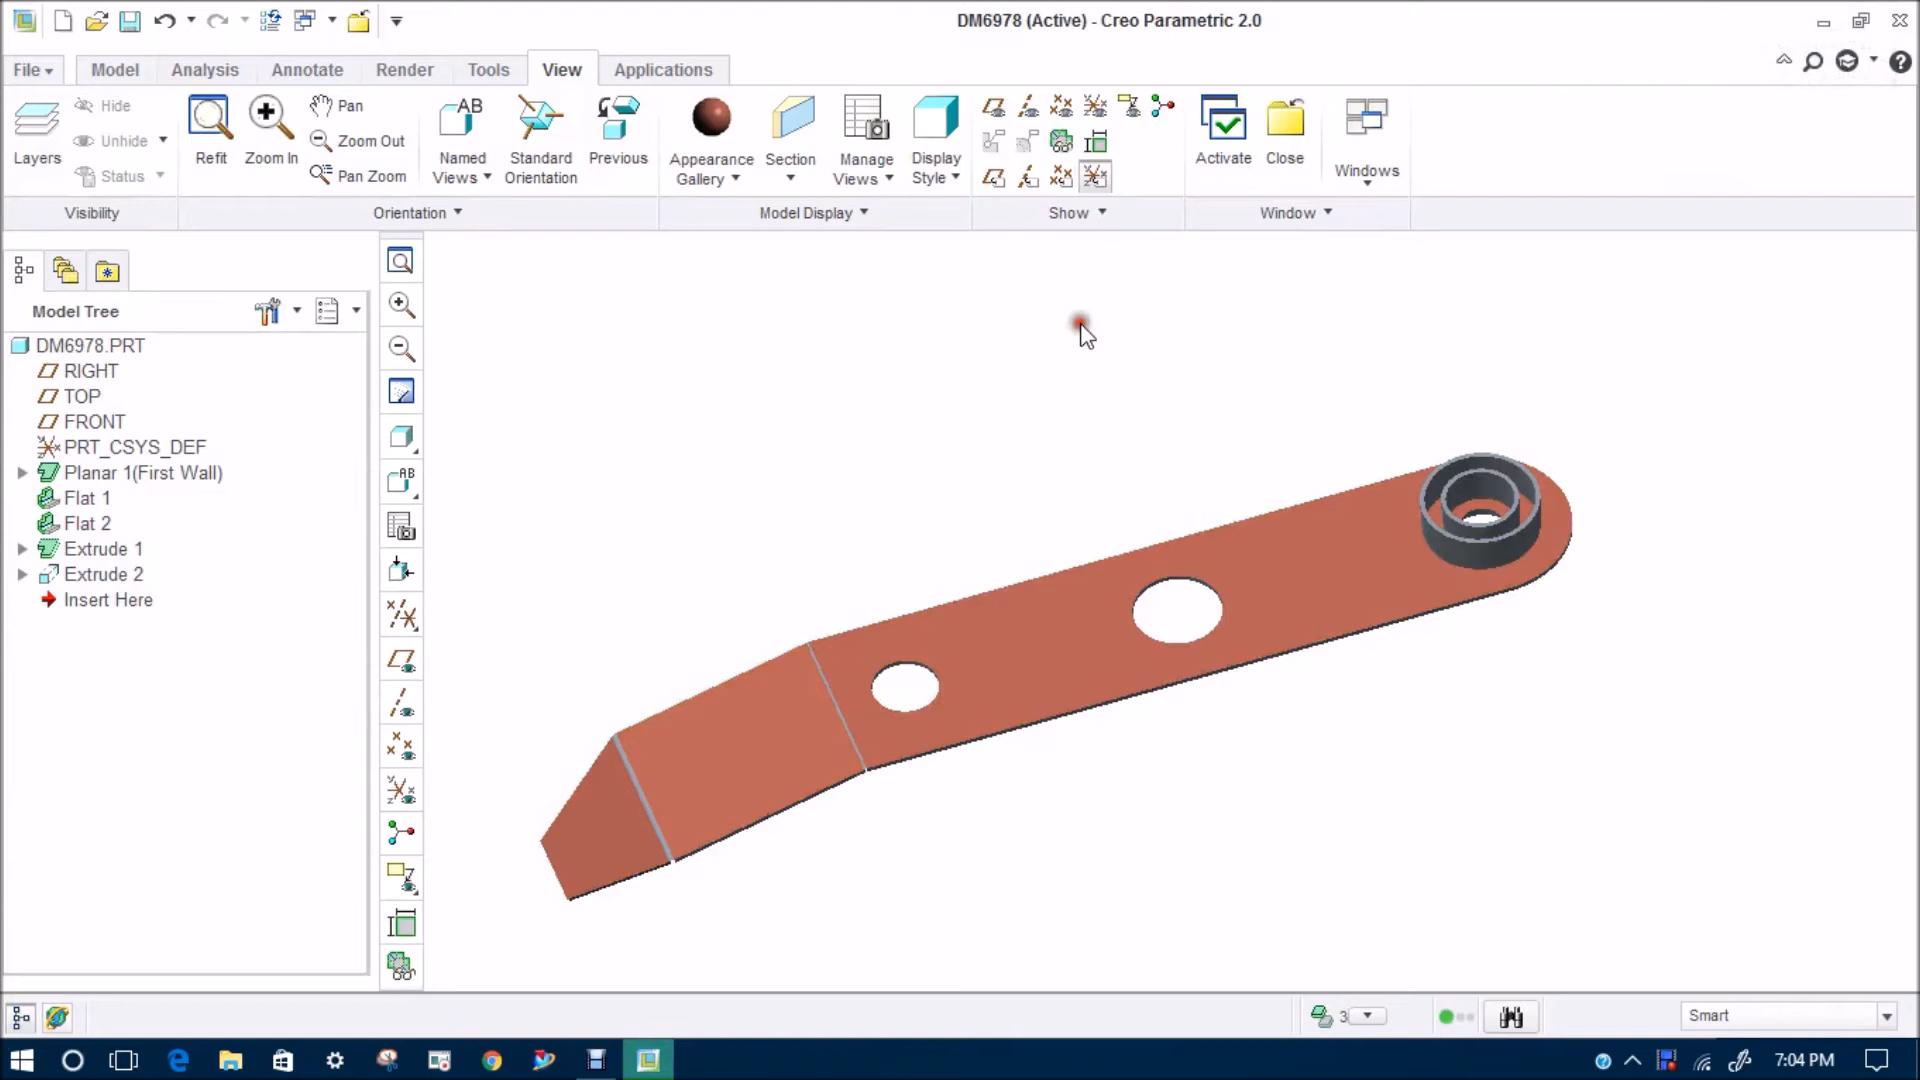 DM6978 (Active) - Creo Parametric 2.0
File
Model
Analysis
Annotate
Render
Tools
View
Applications
Layers
Hide
Unhide
Status
Visibility
Refit
Zoom In
Pan
Zoom Out
Pan Zoom
Named
Views
Standard
Orientation
Previous
Orientation
Appearance
Gallery
Section
Manage
Views
Display
Style
Model Display
Show
Activate
Close
Windows
Window
Model Tree
DM6978.PRT
RIGHT
TOP
FRONT
PRT_CSYS_DEF
Planar 1(First Wall)
Flat 1
Flat 2
Extrude 1
Extrude 2
Insert Here
3
Smart
7:04 PM